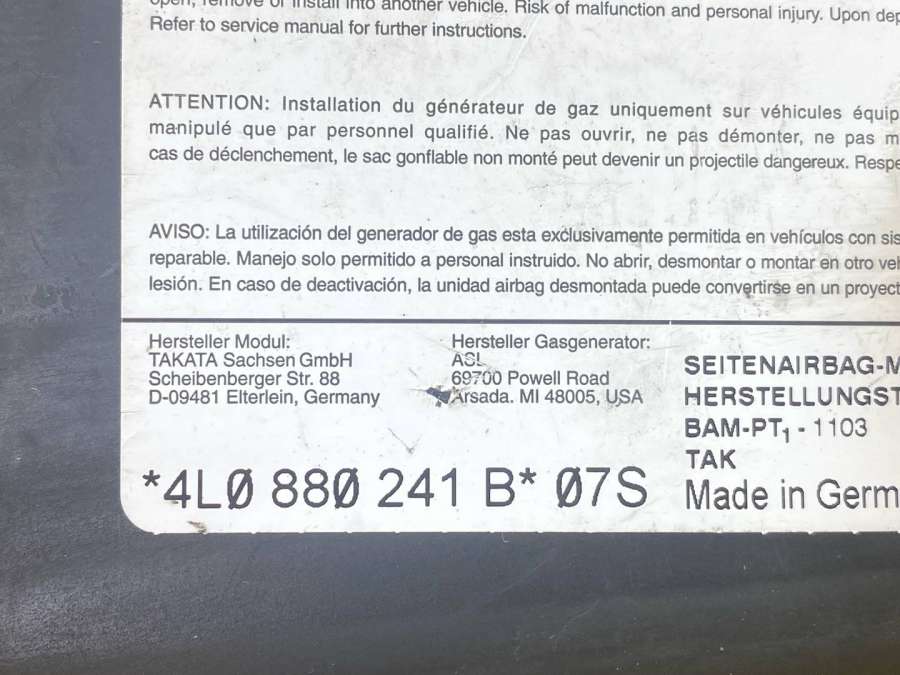 open, remove or install into another vehicle. Risk of malfunction and personal injury. Upon dep
Refer to service manual for further instructions.
ATTENTION: Installation du générateur de gaz uniquement sur véhicules équip
manipulé que par personnel qualifié. Ne pas ouvrir, ne pas démonter, ne pas m
cas de déclenchement, le sac gonflable non monté peut devenir un projectile dangereux. Respe
AVISO: La utilización del generador de gas esta exclusivamente permitida en vehículos con sis
reparable. Manejo solo permitido a personal instruido. No abrir, desmontar o montar en otro veh
lesión. En caso de deactivación, la unidad airbag desmontada puede convertirse en un proyect
Hersteller Modul:
TAKATA Sachsen GmbH
Scheibenberger Str. 88
D-09481 Elterlein, Germany
Hersteller Gasgenerator:
ASL
69700 Powell Road
Arsada. MI 48005, USA
SEITENAIRBAG-M
HERSTELLUNGST
BAM-PT₁ - 1103
TAK
Made in Germ
*4L0 880 241 B* 07S